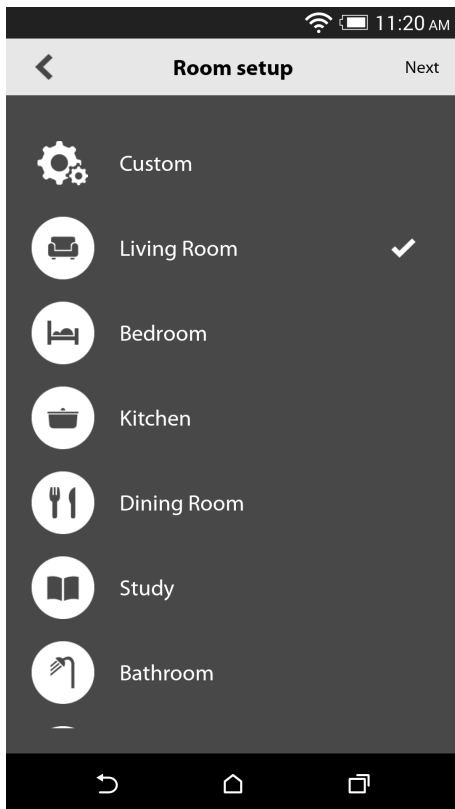 11:20 AM
Room setup
Next
Custom
Living Room
Bedroom
Kitchen
Dining Room
Study
Bathroom